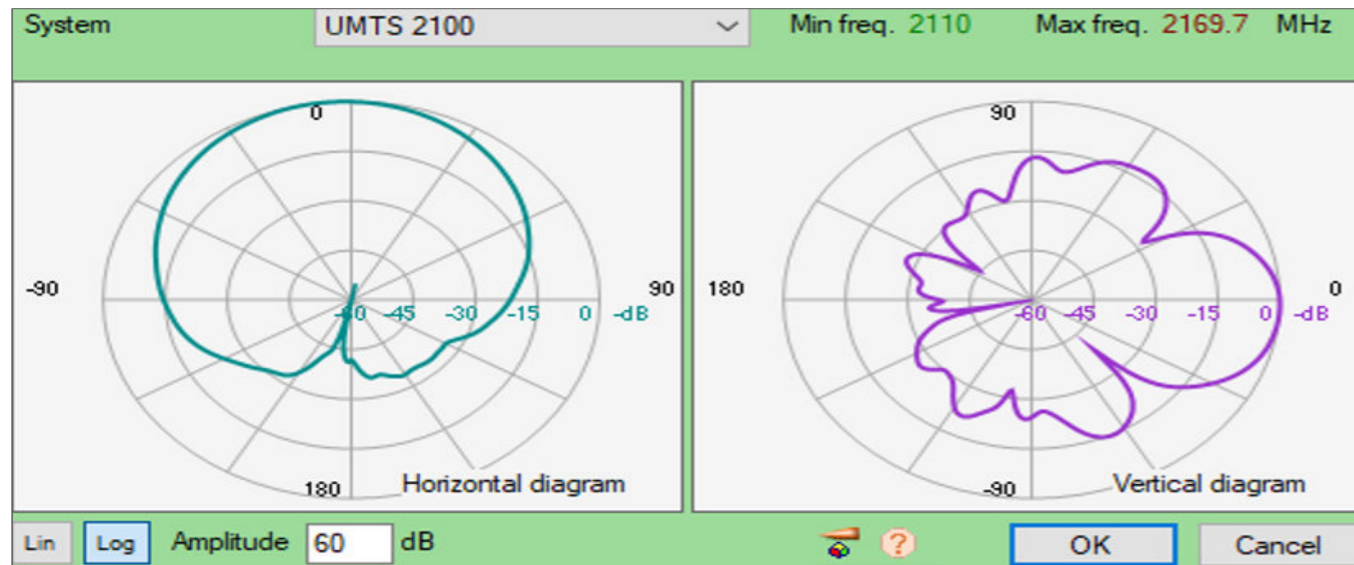 System UMTS 2100 Min freq. 2110 Max freq. 2169.7 MHz
0
-90 90
-60 -45 -30 -15 0 -dB
180 Horizontal diagram
90
180 0
-60 -45 -30 -15 0 -dB
-90 Vertical diagram
Lin Log Amplitude 60 dB ? OK Cancel